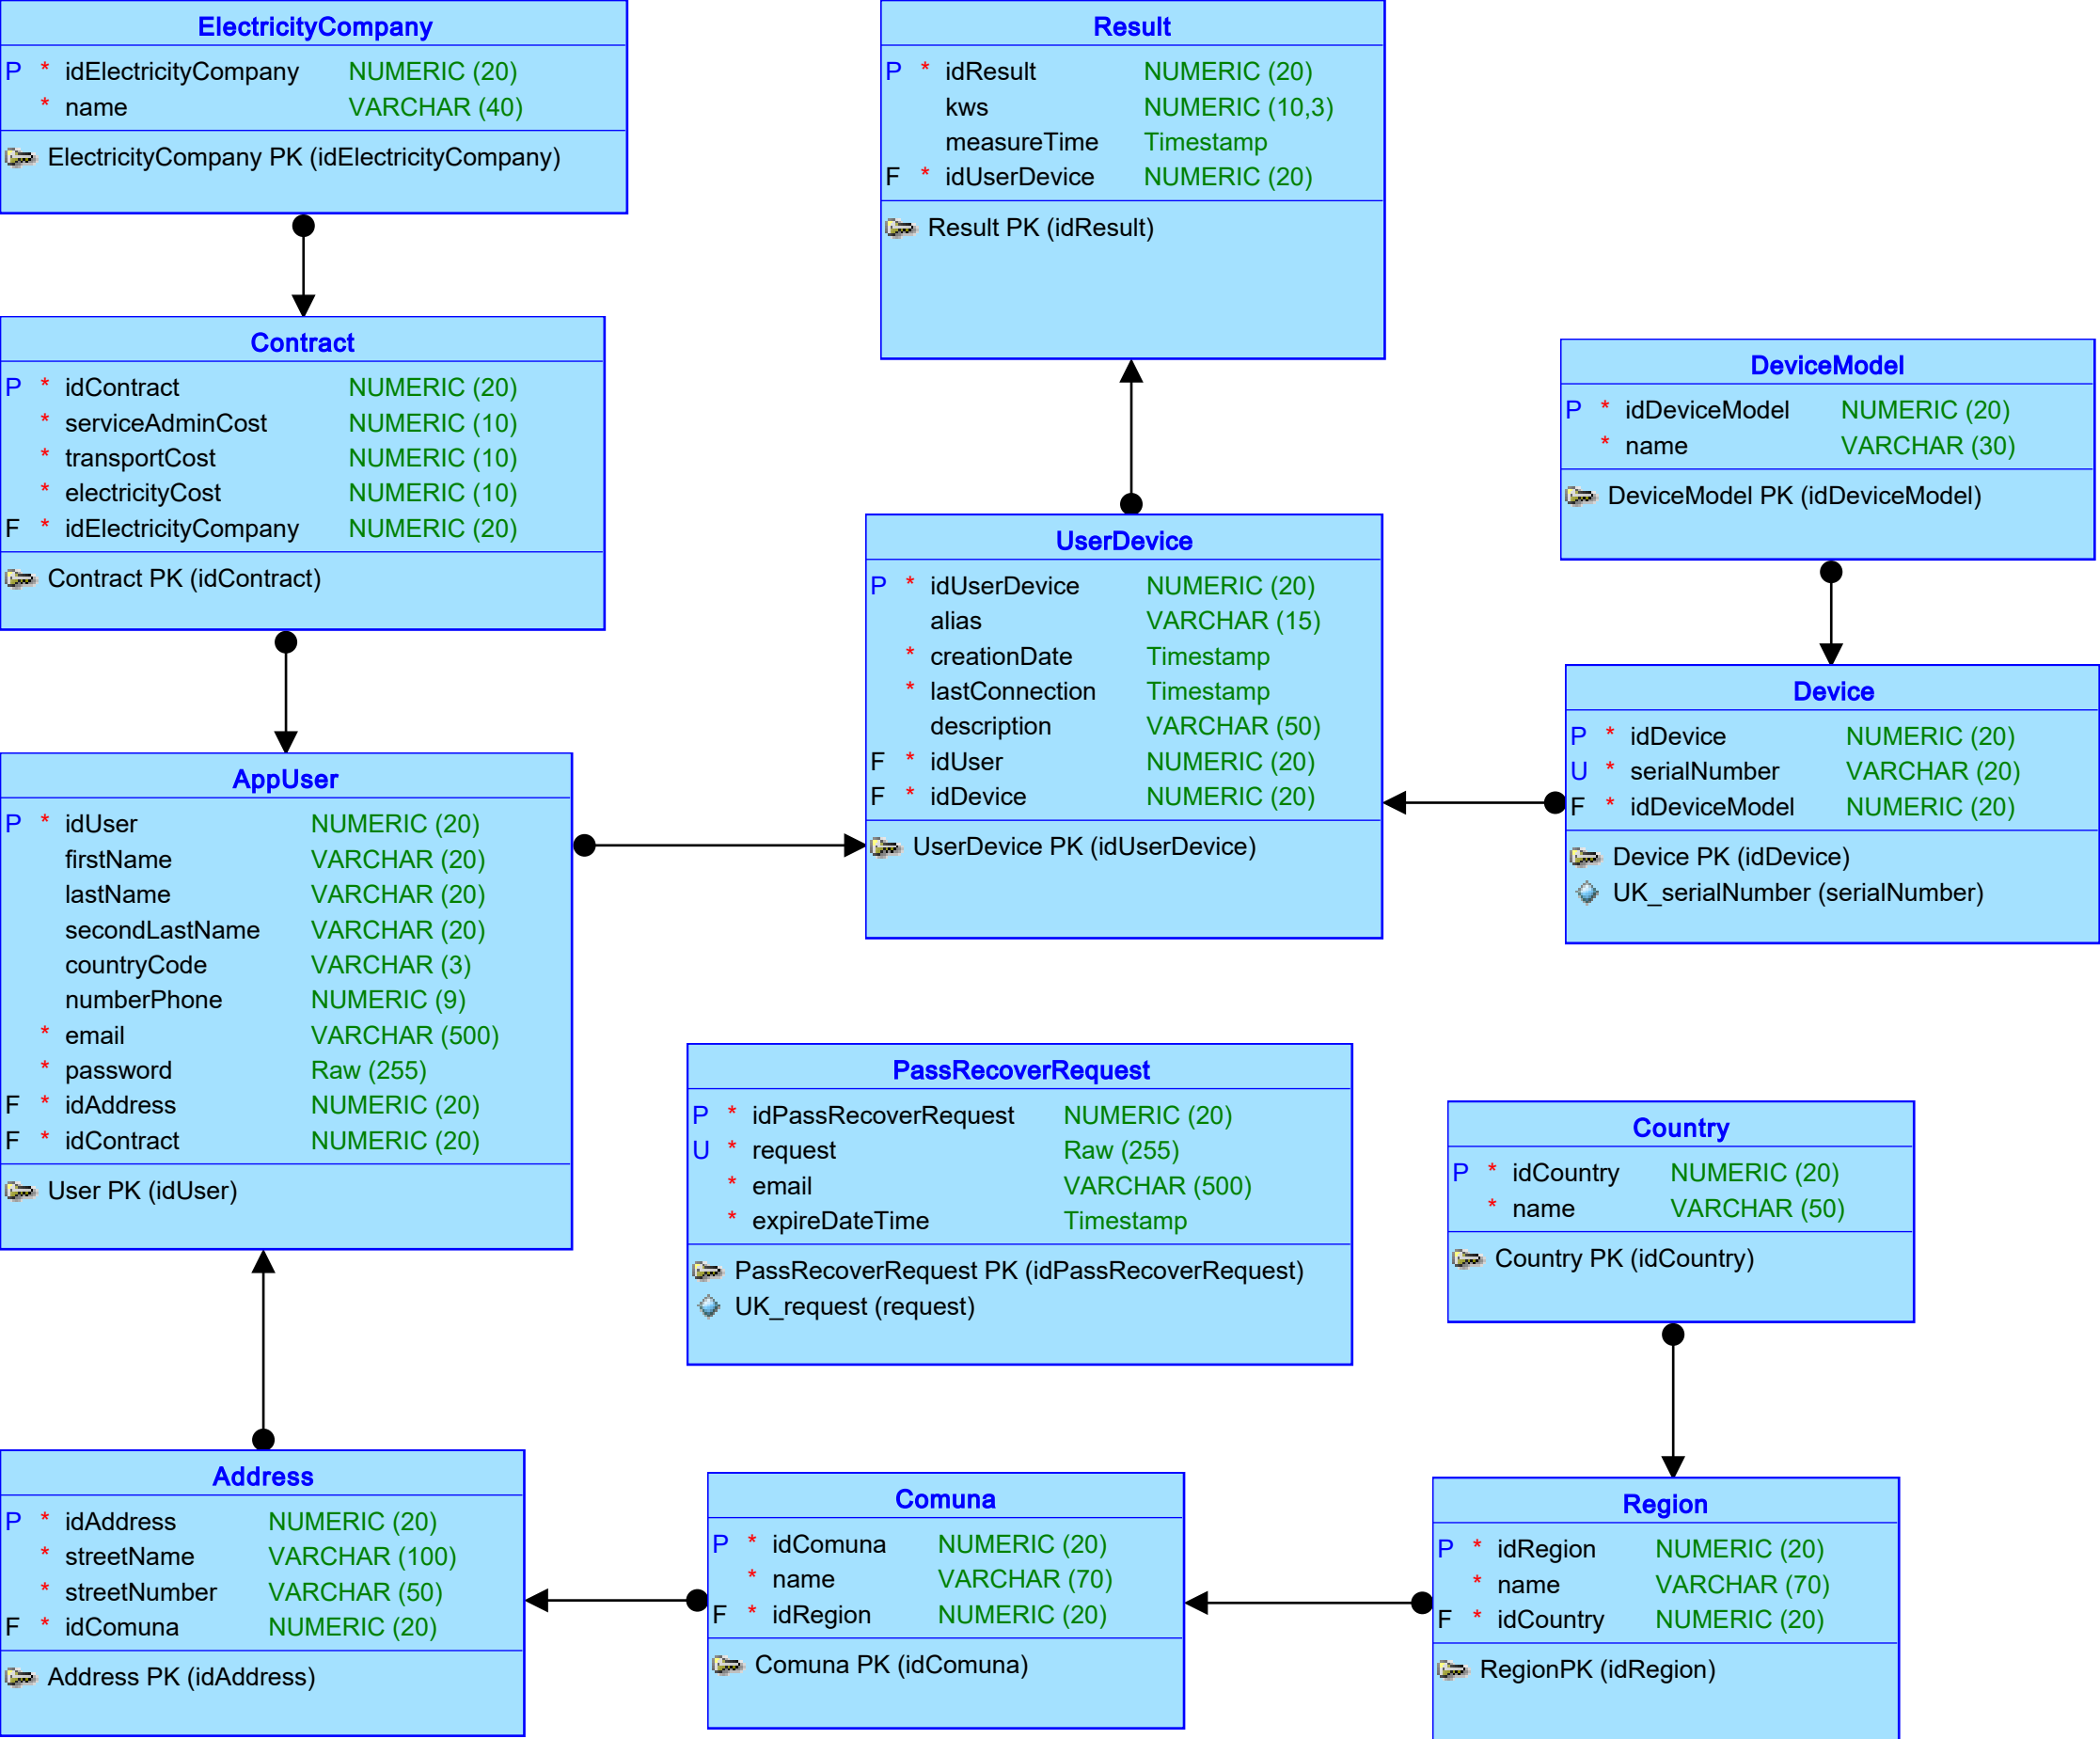 ElectricityCompany
P * idElectricityCompany NUMERIC (20)
* name VARCHAR (40)
ElectricityCompany PK (idElectricityCompany)
Result
P * idResult NUMERIC (20)
kws NUMERIC (10,3)
measureTime Timestamp
F * idUserDevice NUMERIC (20)
Result PK (idResult)
Contract
P * idContract NUMERIC (20)
* serviceAdminCost NUMERIC (10)
* transportCost NUMERIC (10)
* electricityCost NUMERIC (10)
F * idElectricityCompany NUMERIC (20)
Contract PK (idContract)
DeviceModel
P * idDeviceModel NUMERIC (20)
* name VARCHAR (30)
DeviceModel PK (idDeviceModel)
UserDevice
P * idUserDevice NUMERIC (20)
alias VARCHAR (15)
* creationDate Timestamp
* lastConnection Timestamp
description VARCHAR (50)
F * idUser NUMERIC (20)
F * idDevice NUMERIC (20)
UserDevice PK (idUserDevice)
Device
P * idDevice NUMERIC (20)
U * serialNumber VARCHAR (20)
F * idDeviceModel NUMERIC (20)
Device PK (idDevice)
UK_serialNumber (serialNumber)
AppUser
P * idUser NUMERIC (20)
firstName VARCHAR (20)
lastName VARCHAR (20)
secondLastName VARCHAR (20)
countryCode VARCHAR (3)
numberPhone NUMERIC (9)
* email VARCHAR (500)
* password Raw (255)
F * idAddress NUMERIC (20)
F * idContract NUMERIC (20)
User PK (idUser)
PassRecoverRequest
P * idPassRecoverRequest NUMERIC (20)
U * request Raw (255)
* email VARCHAR (500)
* expireDateTime Timestamp
PassRecoverRequest PK (idPassRecoverRequest)
UK_request (request)
Country
P * idCountry NUMERIC (20)
* name VARCHAR (50)
Country PK (idCountry)
Address
P * idAddress NUMERIC (20)
* streetName VARCHAR (100)
* streetNumber VARCHAR (50)
F * idComuna NUMERIC (20)
Address PK (idAddress)
Comuna
P * idComuna NUMERIC (20)
* name VARCHAR (70)
F * idRegion NUMERIC (20)
Comuna PK (idComuna)
Region
P * idRegion NUMERIC (20)
* name VARCHAR (70)
F * idCountry NUMERIC (20)
RegionPK (idRegion)